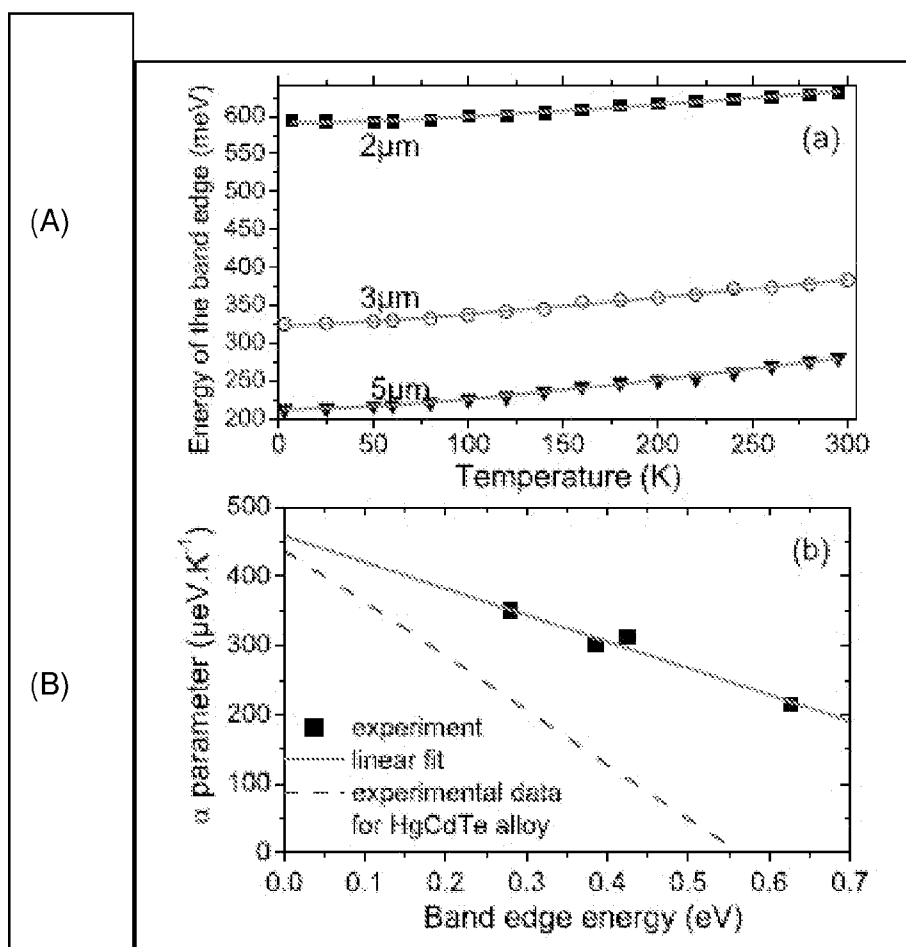 (A)
(a)
Energy of the band edge (meV)
600
550
500
450
400
350
300
250
200
2µm
3µm
5µm
0
50
100
150
200
250
300
Temperature (K)
(B)
(b)
α parameter (µeV.K⁻¹)
500
400
300
200
100
0
experiment
linear fit
experimental data
for HgCdTe alloy
0.0
0.1
0.2
0.3
0.4
0.5
0.6
0.7
Band edge energy (eV)